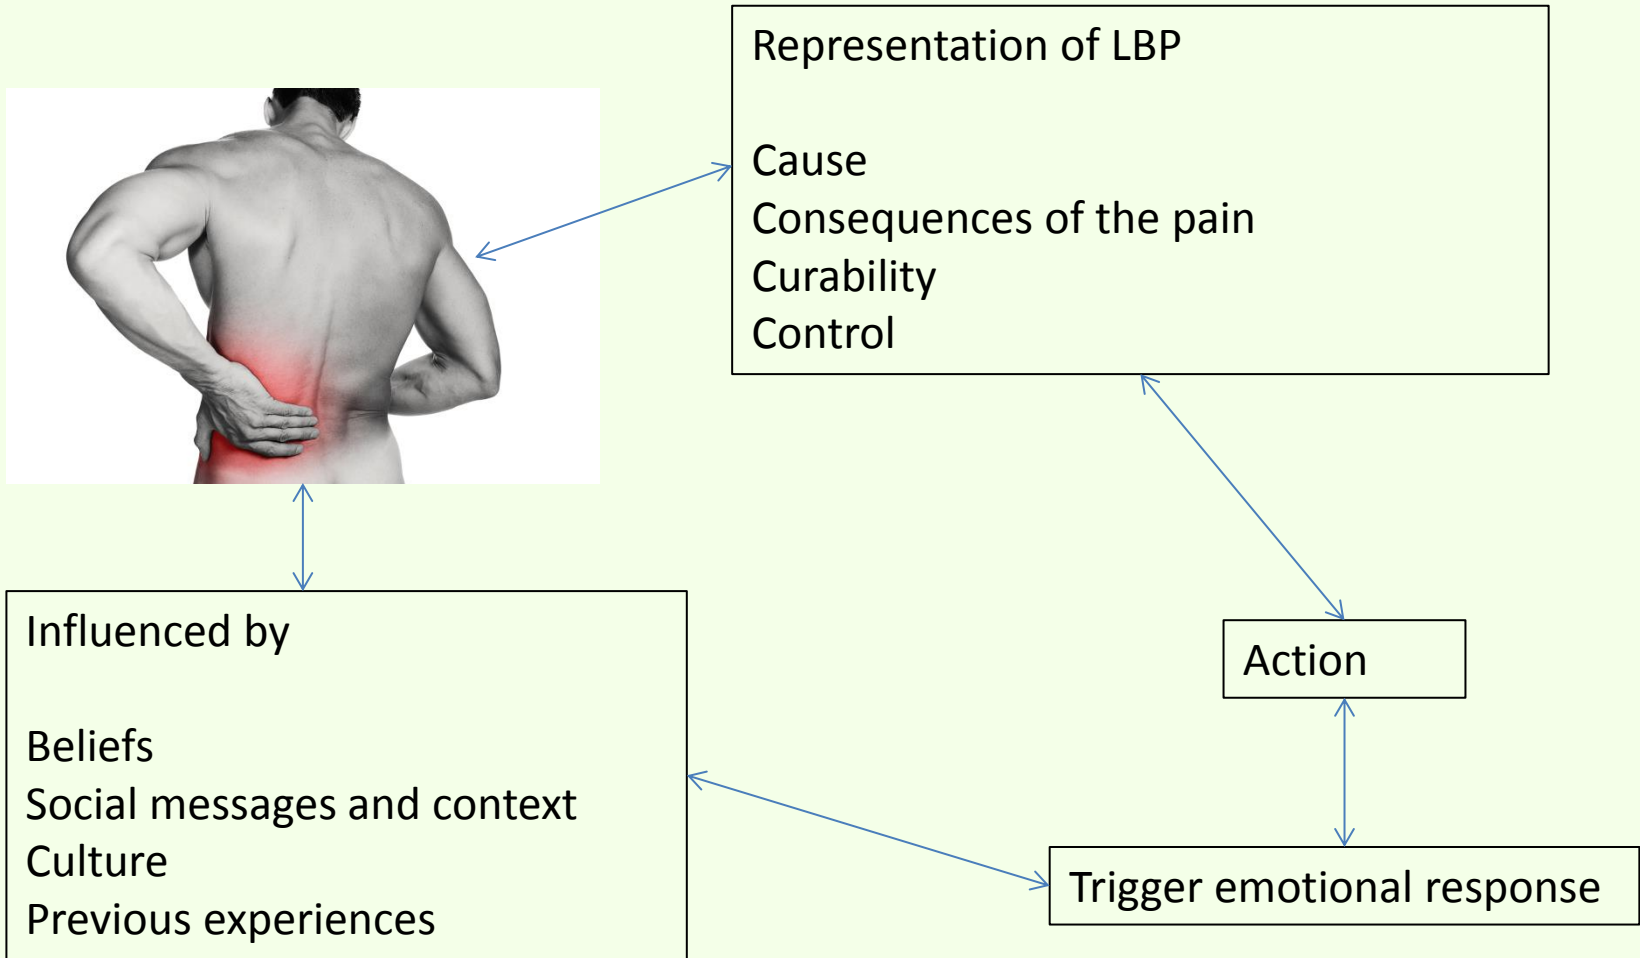 Representation of LBP
Cause
Consequences of the pain
Curability
Control
Influenced by
Beliefs
Social messages and context
Culture
Previous experiences
Action
Trigger emotional response